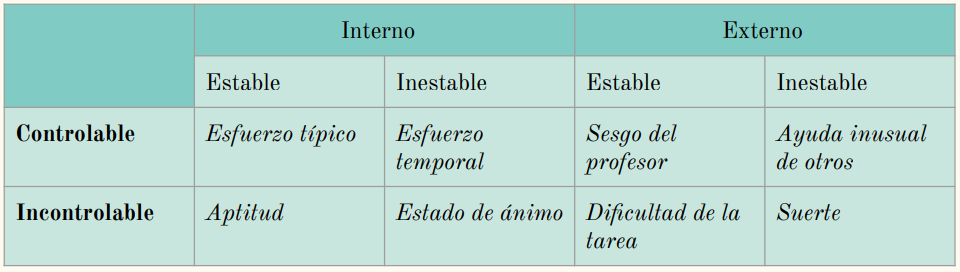 Interno Externo
Estable Inestable Estable Inestable
Controlable Esfuerzo típico Esfuerzo temporal Sesgo del profesor Ayuda inusual de otros
Incontrolable Aptitud Estado de ánimo Dificultad de la tarea Suerte